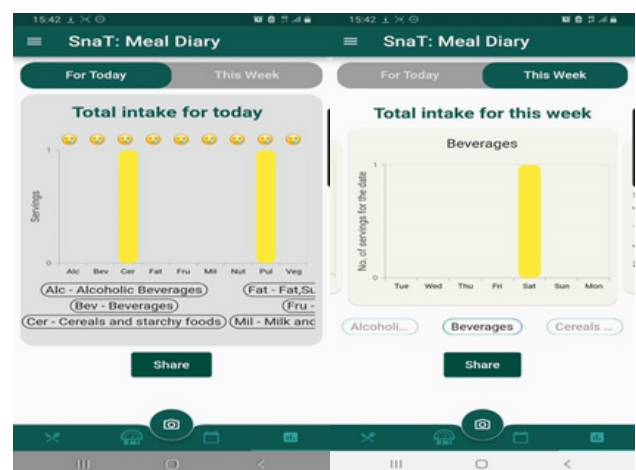 15:42
SnaT: Meal Diary
For Today
This Week
Total intake for today
Servings
1
0
Alc Bev Cer Fat Fru Mil Nut Pul Veg
(Alc - Alcoholic Beverages) (Fat - Fat,Su
(Bev - Beverages) (Fru -
(Cer - Cereals and starchy foods) (Mil - Milk and
Share
BMI
15:42
SnaT: Meal Diary
For Today
This Week
Total intake for this week
Beverages
No. of servings for the date
1
0
Tue Wed Thu Fri Sat Sun Mon
Alcoholi...
Beverages
Cereals ...
Share
BMI